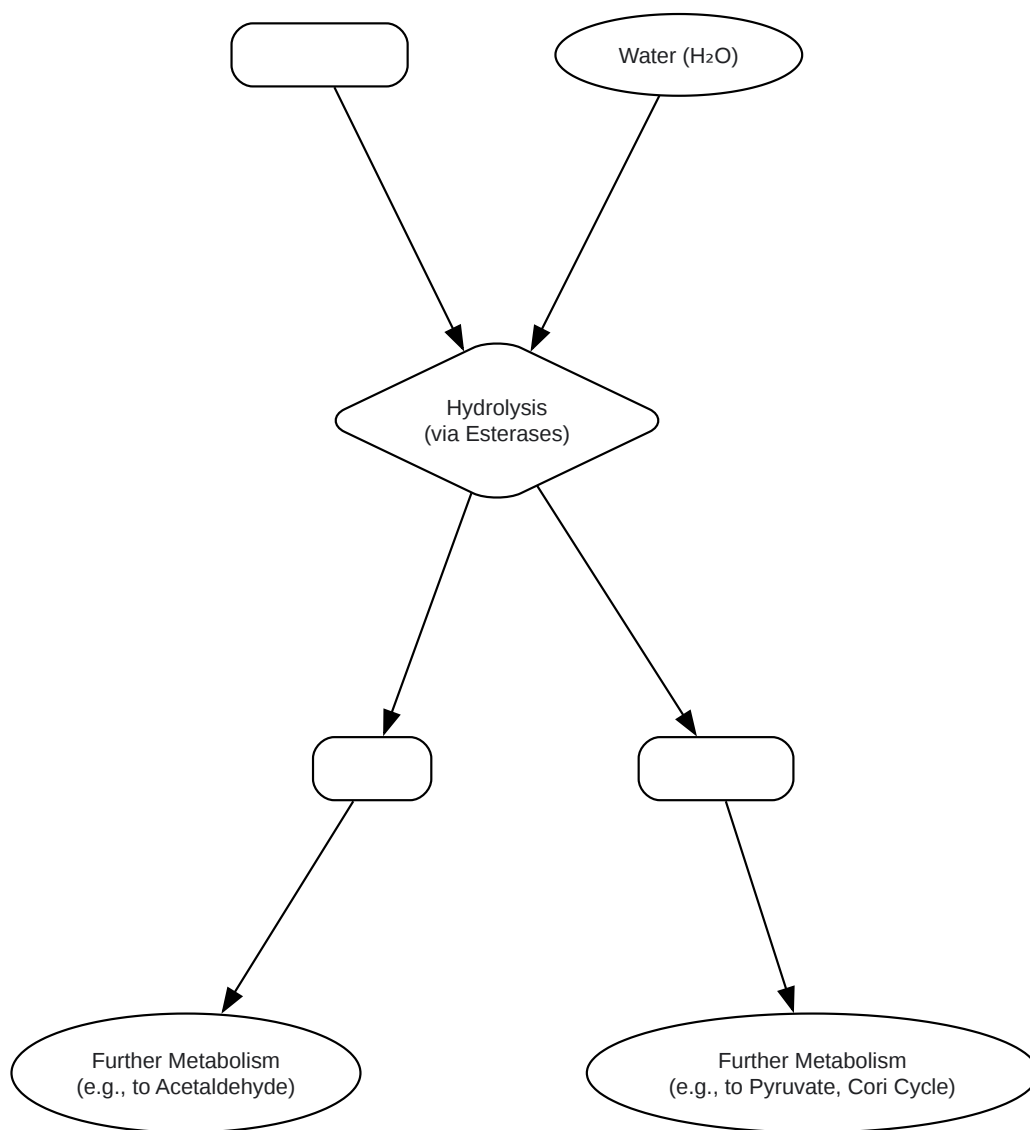 Water (H₂O)
Hydrolysis
(via Esterases)
Further Metabolism
(e.g., to Acetaldehyde)
Further Metabolism
(e.g., to Pyruvate, Cori Cycle)